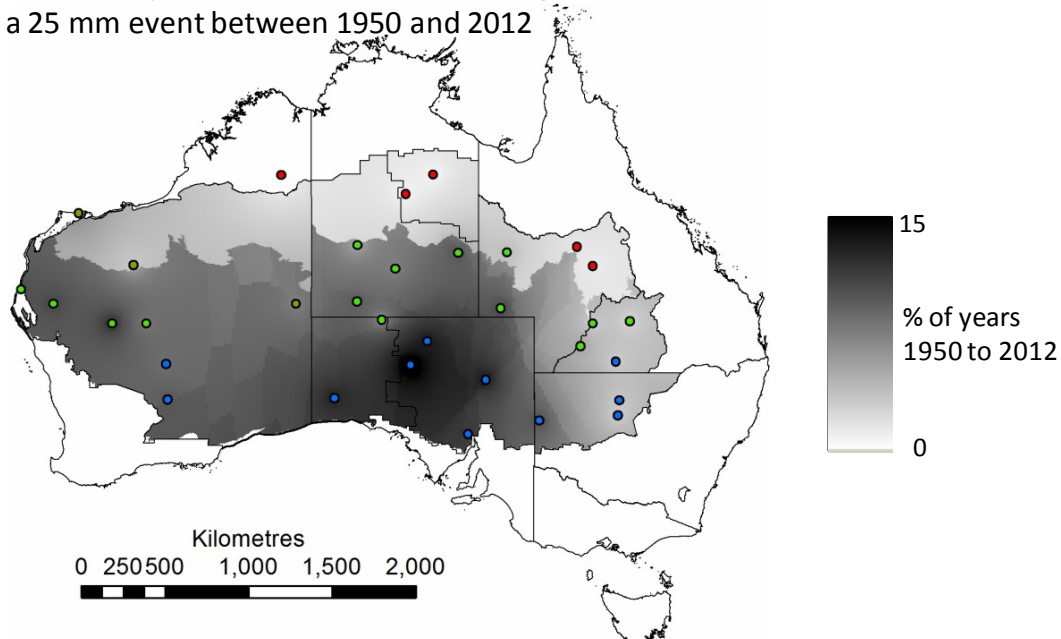 a 25 mm event between 1950 and 2012
15
% of years
1950 to 2012
0
Kilometres
0 250 500 1,000 1,500 2,000